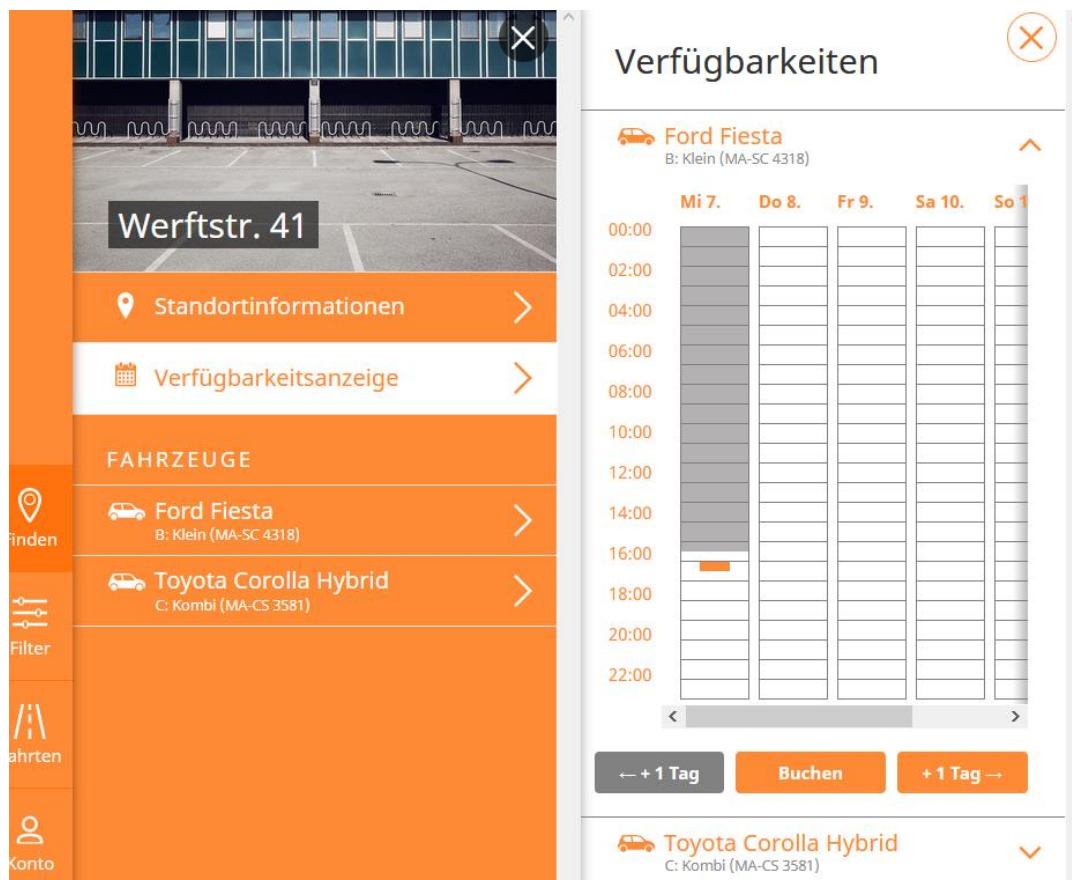 Werftstr. 41
Standortinformationen
Verfügbarkeitsanzeige
FAHRZEUGE
Ford Fiesta
B: Klein (MA-SC 4318)
Toyota Corolla Hybrid
C: Kombi (MA-CS 3581)
Finden
Filter
ahrten
Konto
Verfügbarkeiten
Ford Fiesta
B: Klein (MA-SC 4318)
Mi 7. Do 8. Fr 9. Sa 10. So 1
00:00
02:00
04:00
06:00
08:00
10:00
12:00
14:00
16:00
18:00
20:00
22:00
← + 1 Tag Buchen + 1 Tag →
Toyota Corolla Hybrid
C: Kombi (MA-CS 3581)